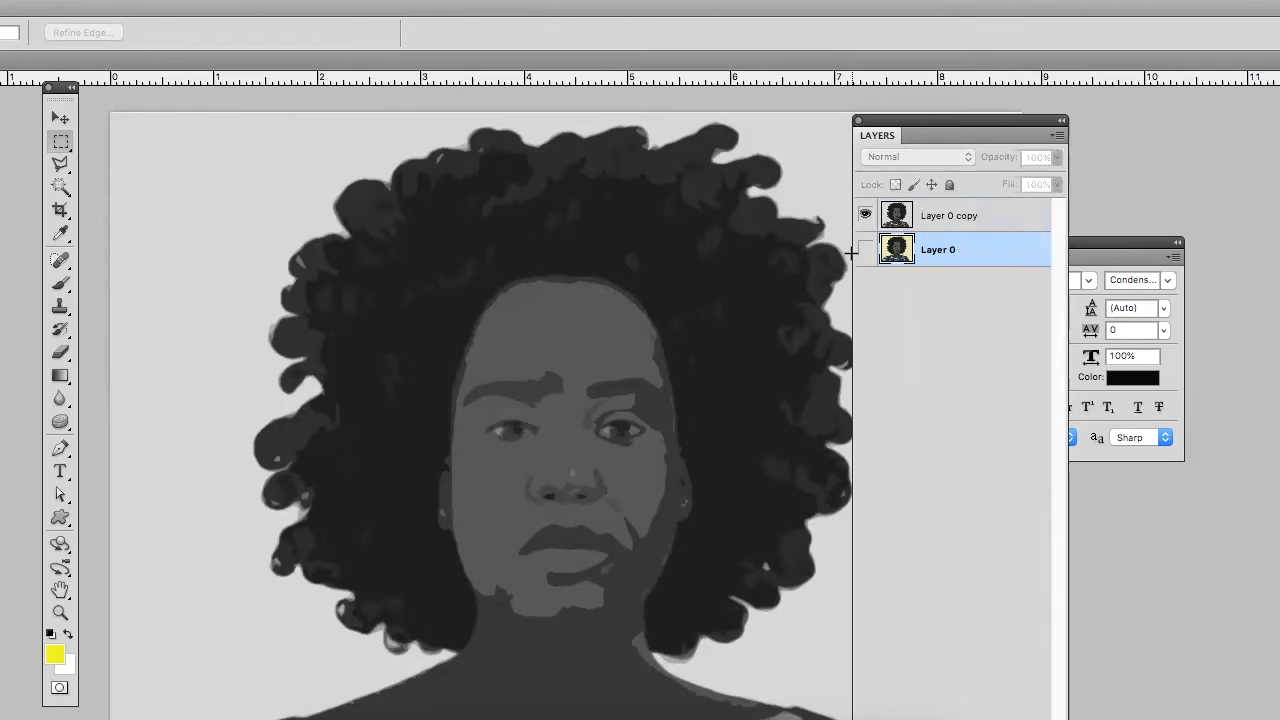 Refine Edge...
1 0 1 2 3 4 5 6 7 8 9 10 11
LAYERS
Normal Opacity: 100%
Lock: Fill: 100%
Layer 0 copy
Layer 0
Condens...
(Auto)
0
100%
Color:
T
Sharp